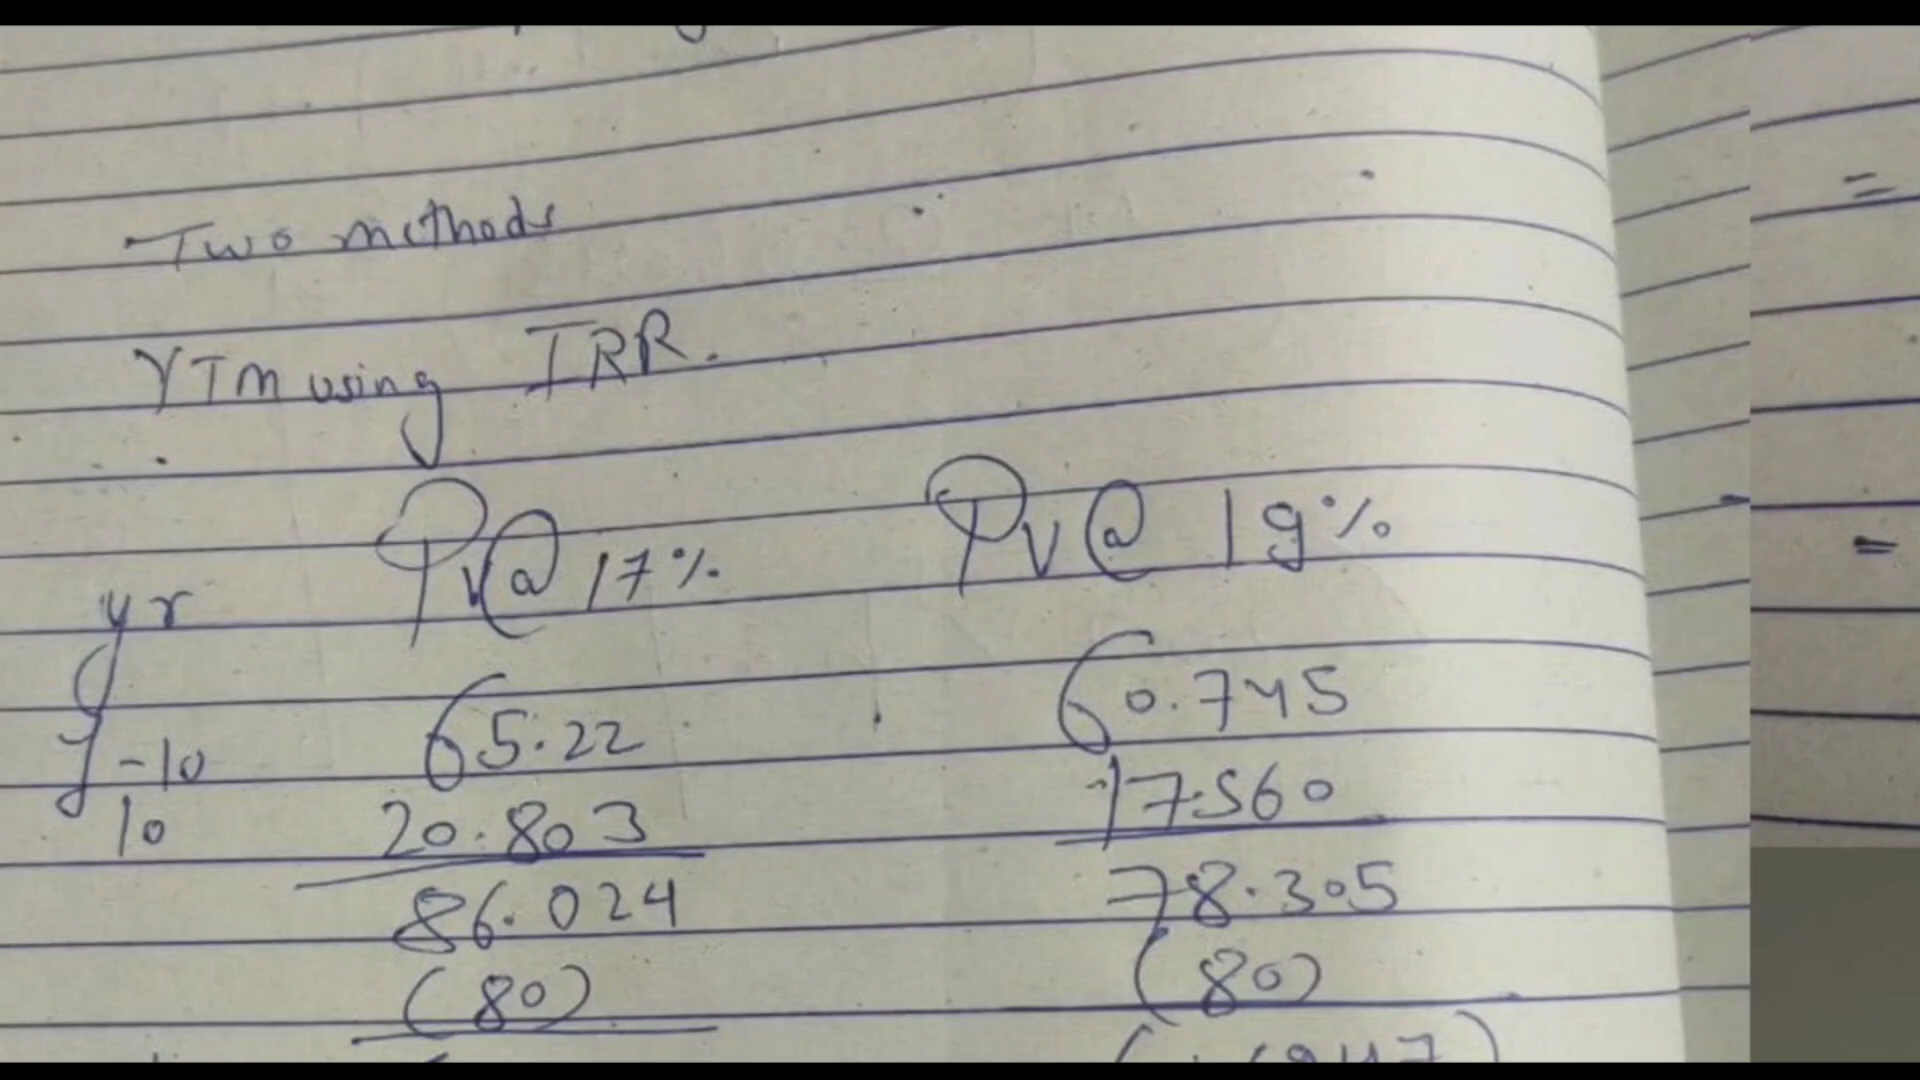 Two methods
YTM using IRR.
yr PV@ 17% PV@ 19%
1-10 65.22 60.745
10 20.803 17.560
86.024 78.305
(80) (80)